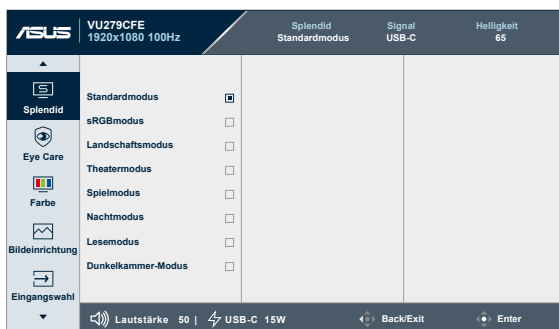 ASUS
VU279CFE
1920x1080 100Hz
Splendid
Standardmodus
Signal
USB-C
Helligkeit
65
Splendid
Eye Care
Farbe
Bildeinrichtung
Eingangswahl
Standardmodus
sRGBmodus
Landschaftsmodus
Theatermodus
Spielmodus
Nachtmodus
Lesemodus
Dunkelkammer-Modus
Lautstärke 50 | USB-C 15W
Back/Exit
Enter